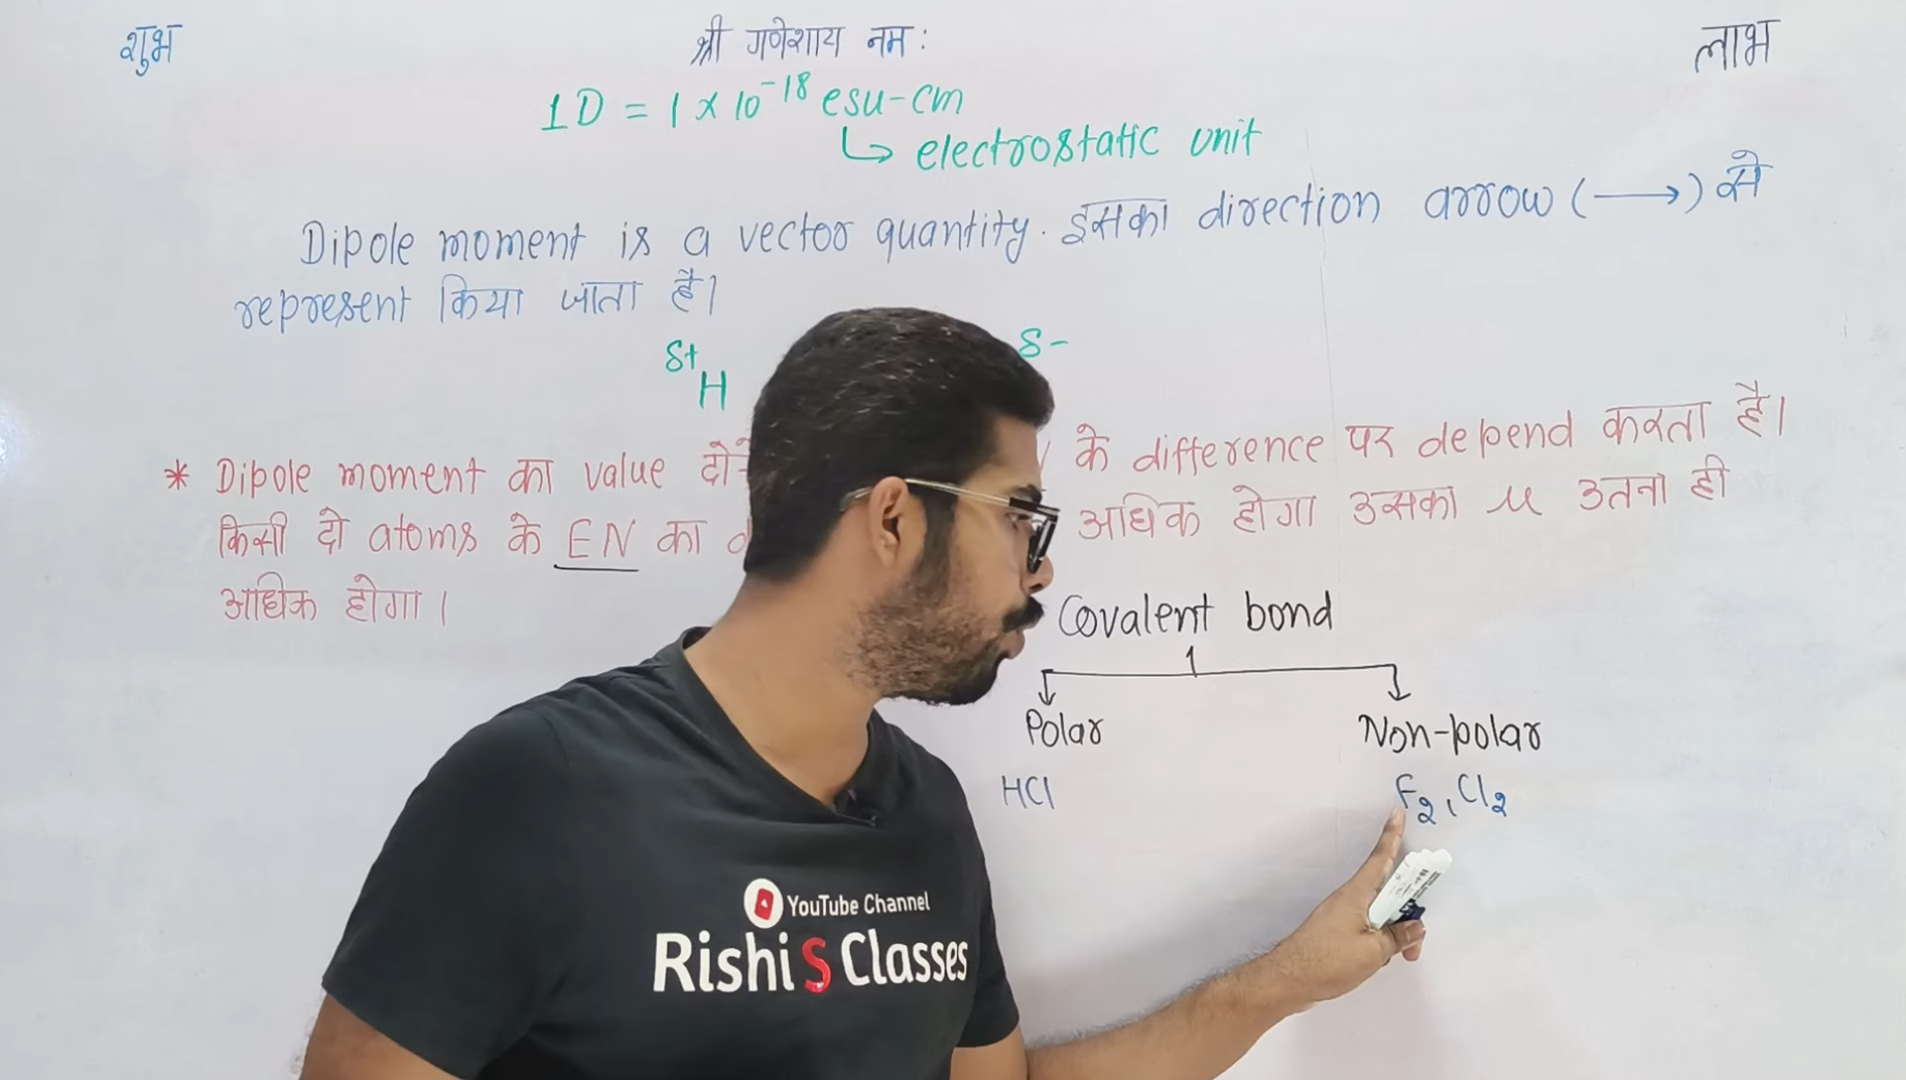 शुभ श्री गणेशाय नम: लाभ
1D = 1 × 10⁻¹⁸ esu-cm
↳ electrostatic unit
Dipole moment is a vector quantity. इसका direction arrow (⟶) से
represent किया जाता है।
δ+ H δ-
* Dipole moment का value के difference पर depend करता है।
किसी दो atoms के EN का अधिक होगा उसका μ उतना ही
अधिक होगा।
Covalent bond
Polar Non-polar
HCl F₂, Cl₂
YouTube Channel
Rishi S Classes